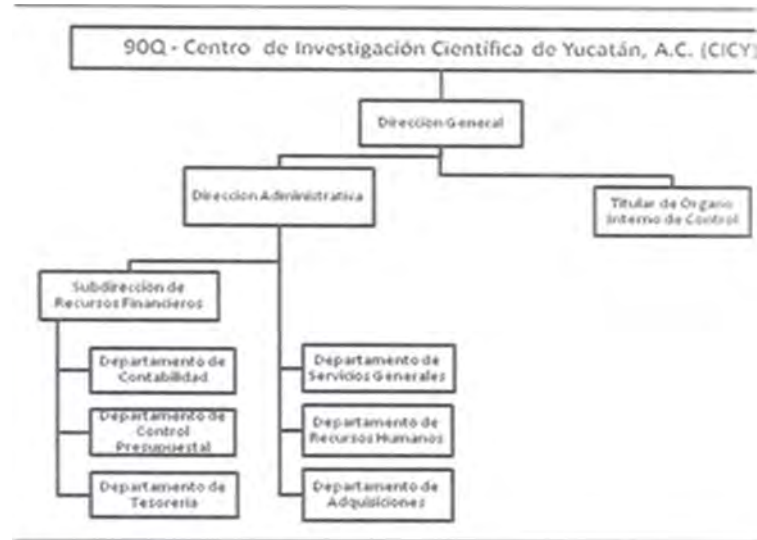 90Q - Centro de Investigación Científica de Yucatán, A.C. (CICY)
Direccion General
Direccion Administrativa
Titular de Organo
Interno de Control
Subdirección de
Recursos Financieros
Departamento de
Contabilidad
Departamento de
Servicios Generales
Departamento de
Control
Presupuestal
Departamento de
Recursos Humanos
Departamento de
Tesoreria
Departamento de
Adquisiciones